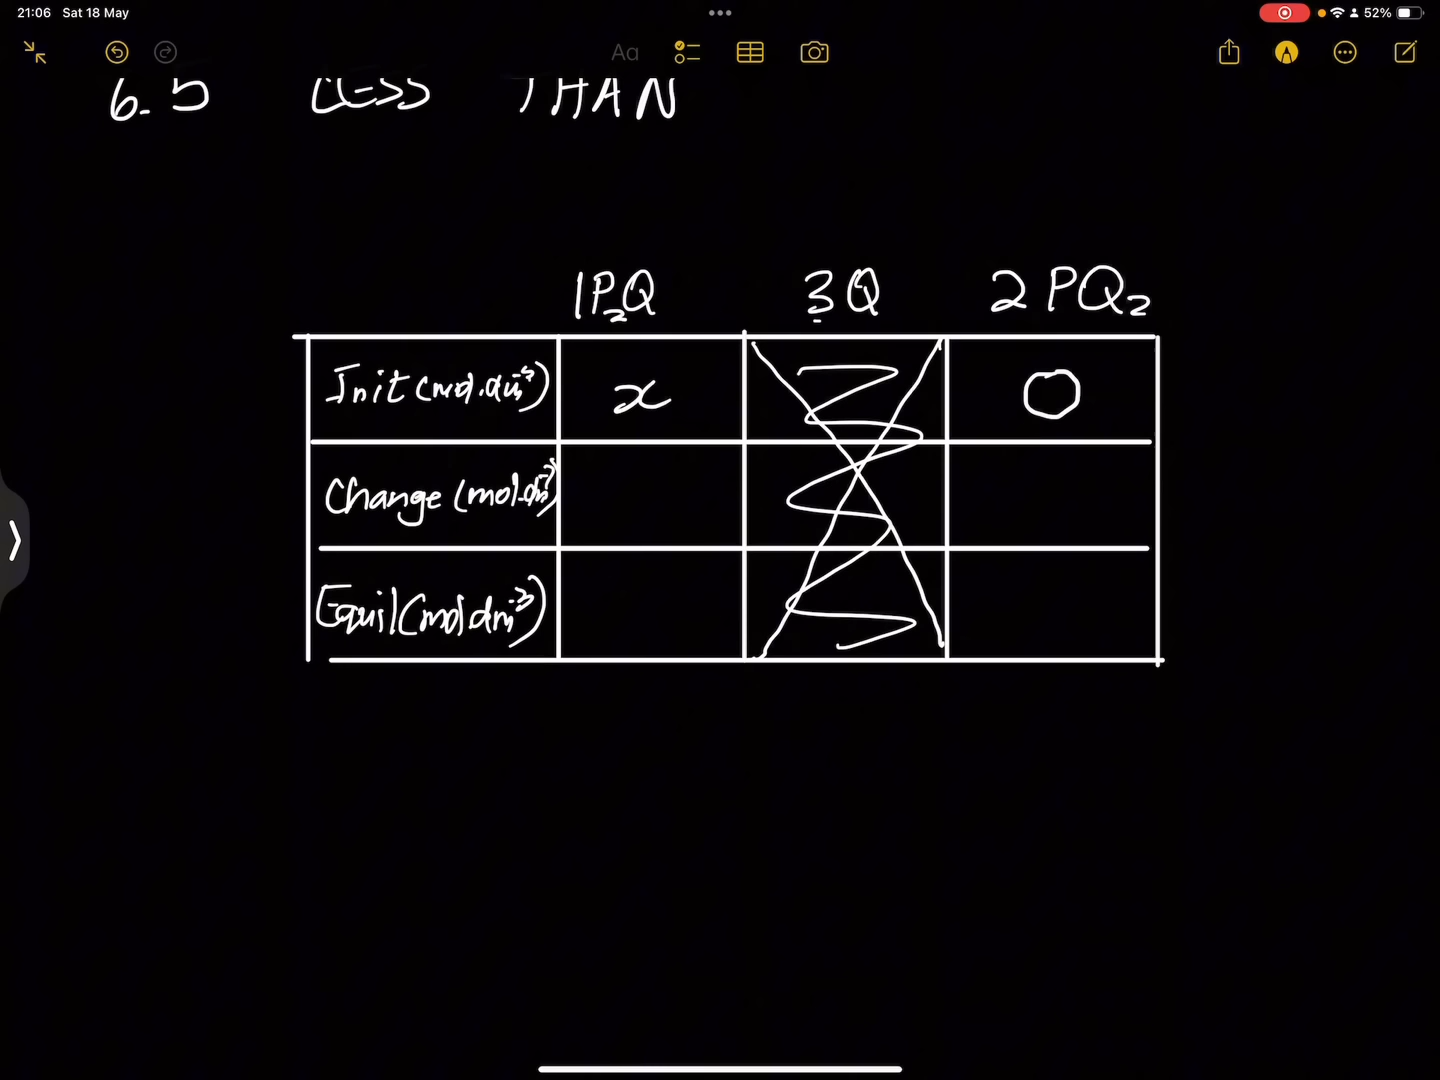 21:06 Sat 18 May
52%
Aa
6.5 LESS THAN
1P₂Q 3Q 2PQ₂
Init (mol.dm⁻³) x 0
Change (mol.dm⁻³)
Equil (mol.dm⁻³)